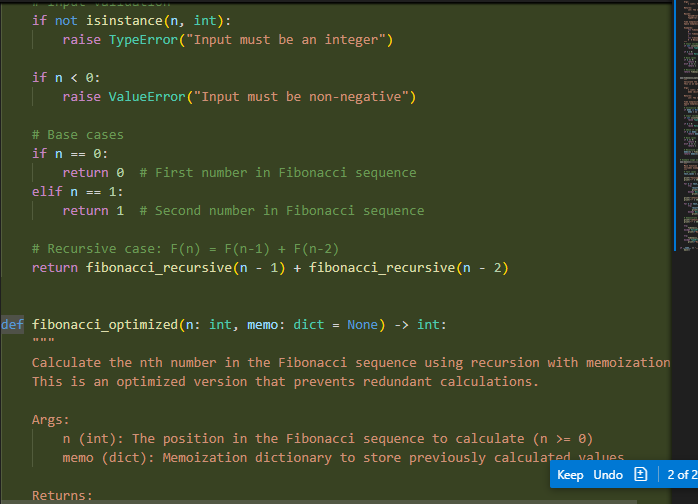 # Input validation
if not isinstance(n, int):
    raise TypeError("Input must be an integer")
if n < 0:
    raise ValueError("Input must be non-negative")
# Base cases
if n == 0:
    return 0  # First number in Fibonacci sequence
elif n == 1:
    return 1  # Second number in Fibonacci sequence
# Recursive case: F(n) = F(n-1) + F(n-2)
return fibonacci_recursive(n - 1) + fibonacci_recursive(n - 2)
def fibonacci_optimized(n: int, memo: dict = None) -> int:
    """
    Calculate the nth number in the Fibonacci sequence using recursion with memoization
    This is an optimized version that prevents redundant calculations.
    Args:
        n (int): The position in the Fibonacci sequence to calculate (n >= 0)
        memo (dict): Memoization dictionary to store previously calculated values
Keep Undo 2 of 2
    Returns: